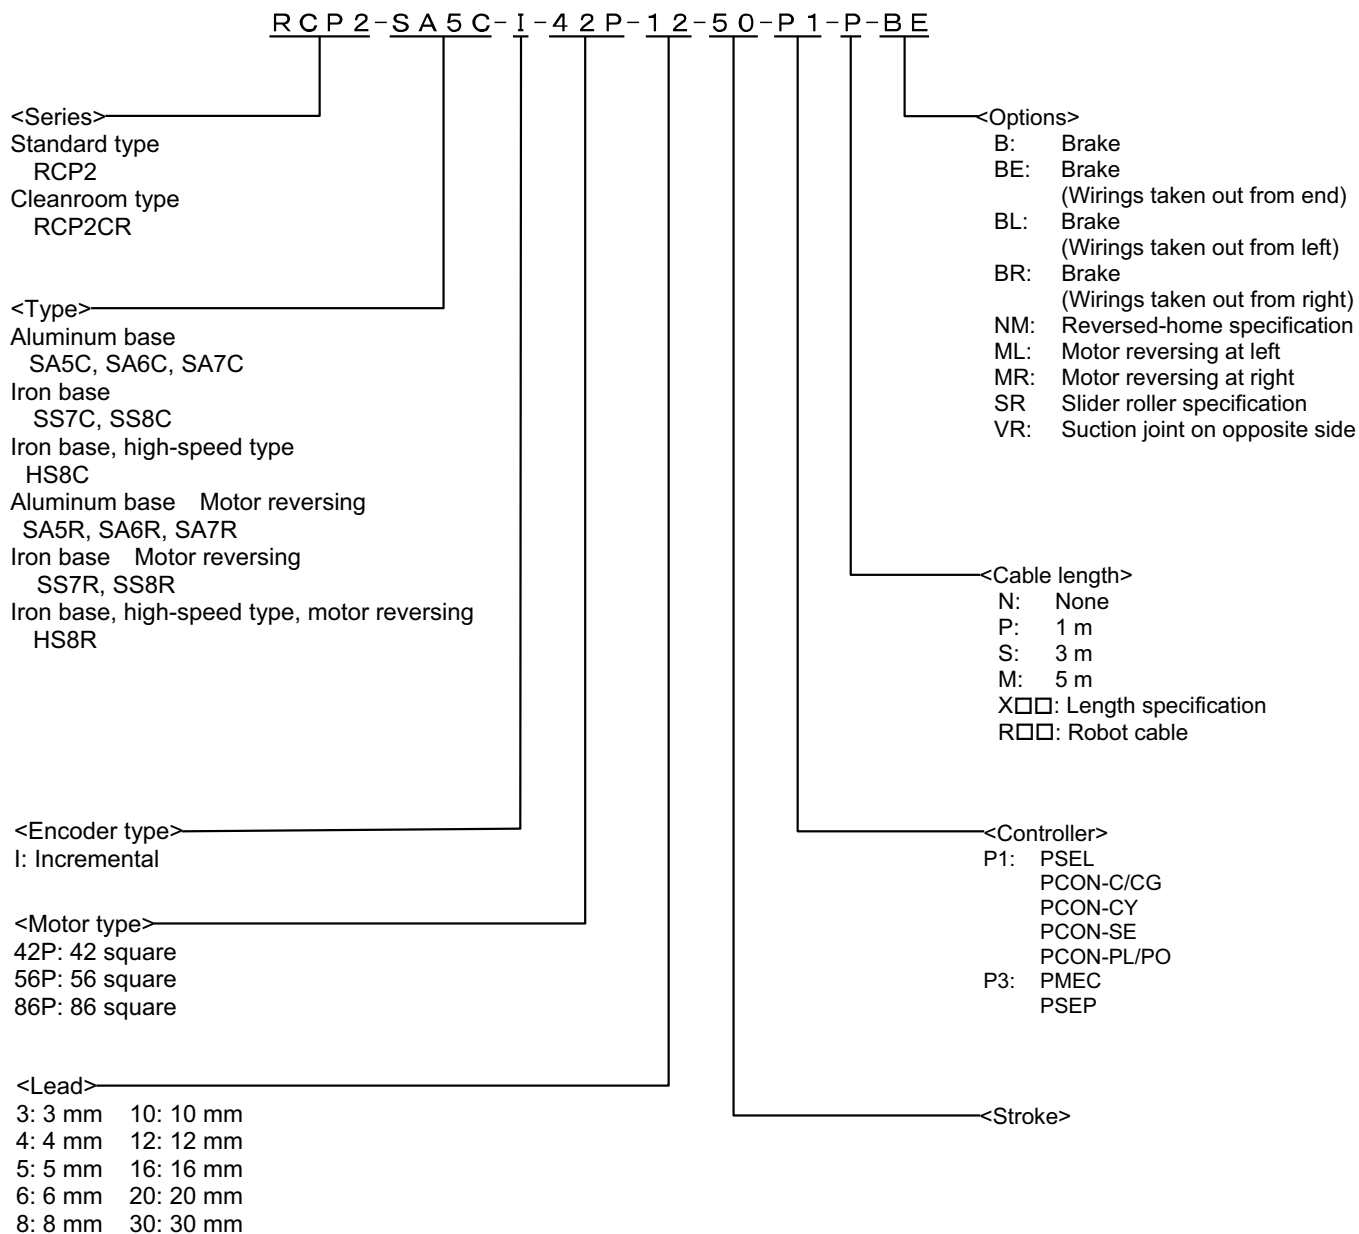 RCP2-SA5C-I-42P-12-50-P1-P-BE
<Series>
Standard type
RCP2
Cleanroom type
RCP2CR
<Type>
Aluminum base
SA5C, SA6C, SA7C
Iron base
SS7C, SS8C
Iron base, high-speed type
HS8C
Aluminum base Motor reversing
SA5R, SA6R, SA7R
Iron base Motor reversing
SS7R, SS8R
Iron base, high-speed type, motor reversing
HS8R
<Encoder type>
I: Incremental
<Motor type>
42P: 42 square
56P: 56 square
86P: 86 square
<Lead>
3: 3 mm 10: 10 mm
4: 4 mm 12: 12 mm
5: 5 mm 16: 16 mm
6: 6 mm 20: 20 mm
8: 8 mm 30: 30 mm
<Options>
B: Brake
BE: Brake
(Wirings taken out from end)
BL: Brake
(Wirings taken out from left)
BR: Brake
(Wirings taken out from right)
NM: Reversed-home specification
ML: Motor reversing at left
MR: Motor reversing at right
SR Slider roller specification
VR: Suction joint on opposite side
<Cable length>
N: None
P: 1 m
S: 3 m
M: 5 m
X□□: Length specification
R□□: Robot cable
<Controller>
P1: PSEL
PCON-C/CG
PCON-CY
PCON-SE
PCON-PL/PO
P3: PMEC
PSEP
<Stroke>